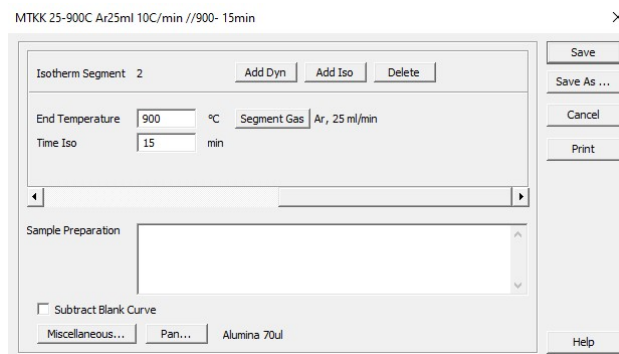 MTKK 25-900C Ar25ml 10C/min //900- 15min
Save
Isotherm Segment 2 Add Dyn Add Iso Delete
Save As ...
End Temperature 900 ºC Segment Gas Ar, 25 ml/min
Cancel
Time Iso 15 min
Print
Sample Preparation
Subtract Blank Curve
Miscellaneous... Pan... Alumina 70ul
Help